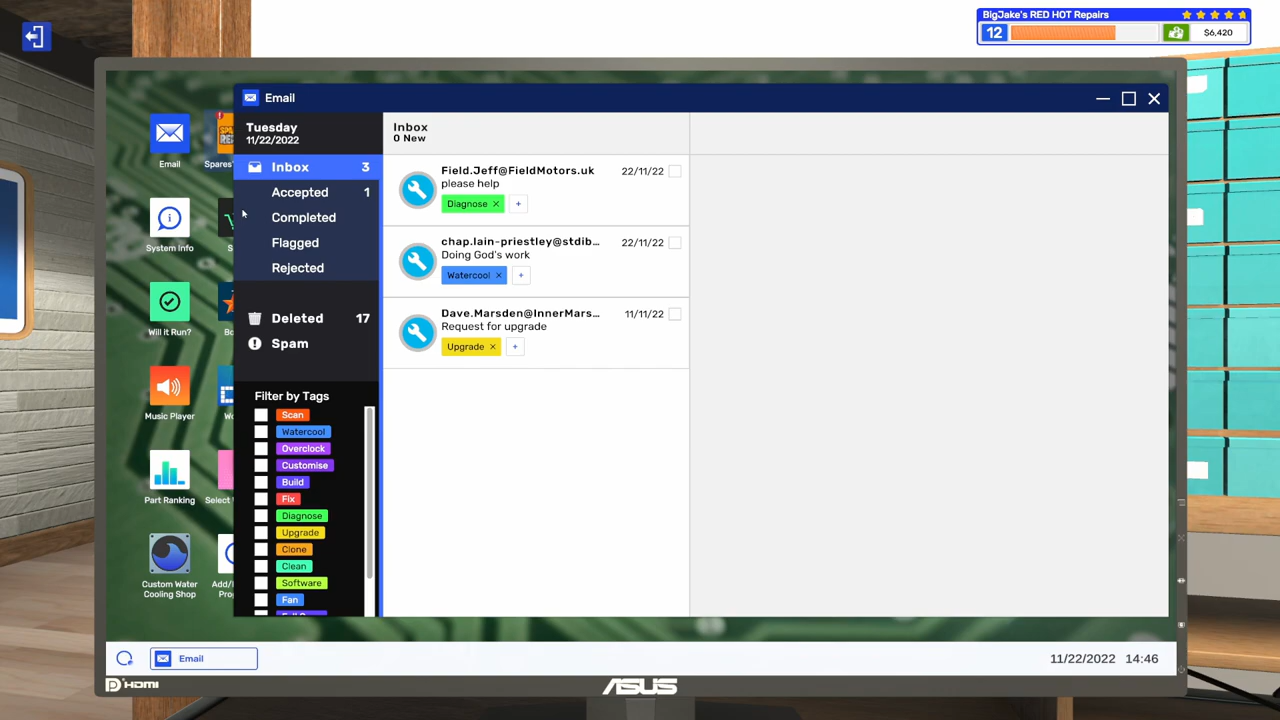 BigJake's RED HOT Repairs
12
$6,420
Email
Tuesday
11/22/2022
Inbox 3
Accepted 1
Completed
Flagged
Rejected
Deleted 17
Spam
Filter by Tags
Scan
Watercool
Overclock
Customise
Build
Fix
Diagnose
Upgrade
Clone
Clean
Software
Fan
Inbox
0 New
Field.Jeff@FieldMotors.uk 22/11/22
please help
Diagnose × +
chap.Iain-priestley@stdib... 22/11/22
Doing God's work
Watercool × +
Dave.Marsden@InnerMars... 11/11/22
Request for upgrade
Upgrade × +
Email
Spares
System Info
Will it Run?
Music Player
Part Ranking
Select
Custom Water
Cooling Shop
Add/
Email
11/22/2022 14:46
HDMI
ASUS